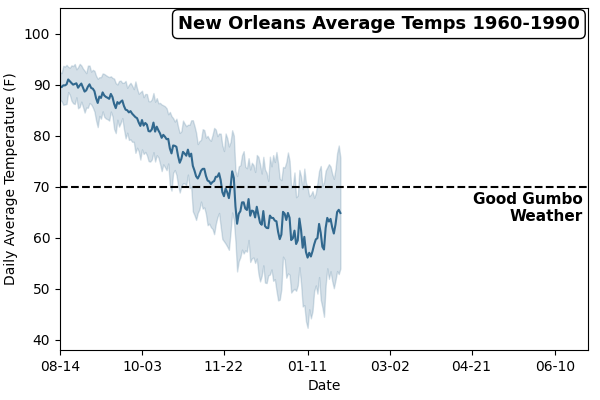 New Orleans Average Temps 1960-1990
Daily Average Temperature (F)
100
90
80
70
60
50
40
Good Gumbo
Weather
08-14
10-03
11-22
01-11
03-02
04-21
06-10
Date